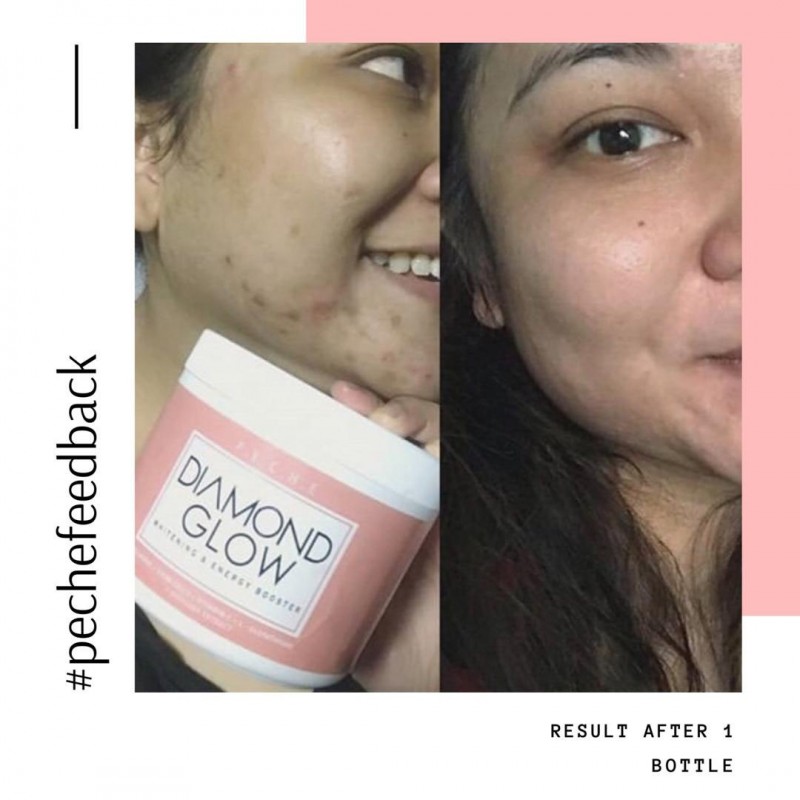 #pechefeedback
PECHE
DIAMOND
GLOW
WHITENING & ENERGY BOOSTER
RESULT AFTER 1
BOTTLE